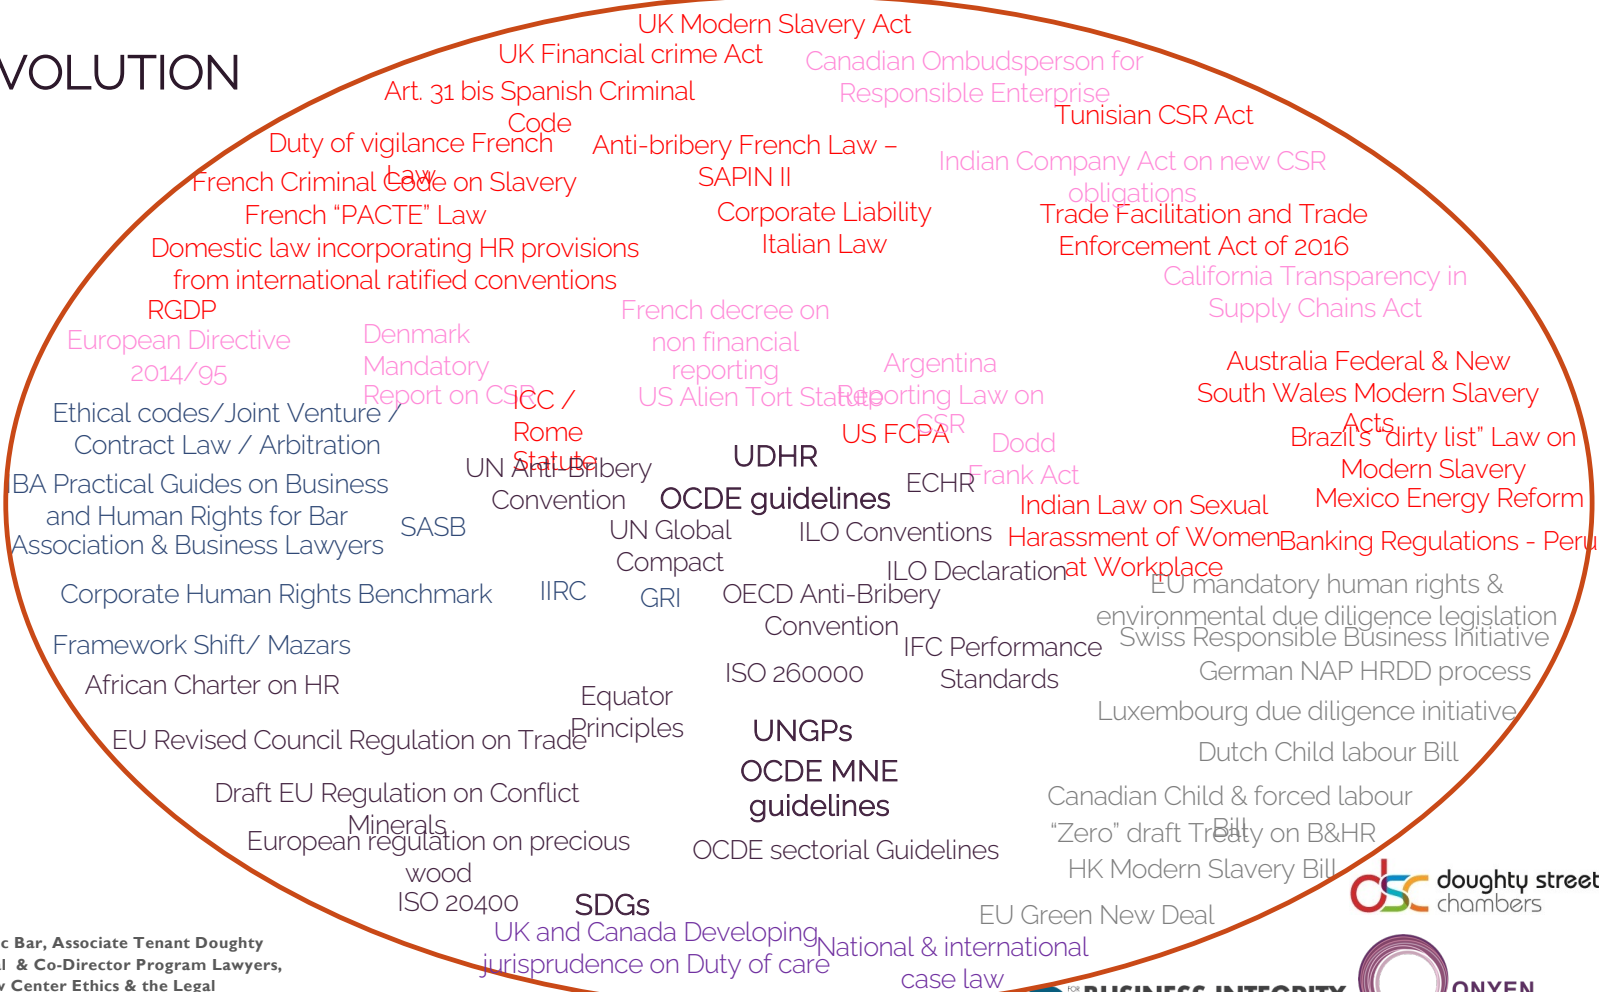 VOLUTION
UK Modern Slavery Act
UK Financial crime Act
Canadian Ombudsperson for
Responsible Enterprise
Art. 31 bis Spanish Criminal
Code
Tunisian CSR Act
Duty of vigilance French
Law
Anti-bribery French Law –
SAPIN II
Indian Company Act on new CSR
obligations
French Criminal Code on Slavery
French “PACTE” Law
Corporate Liability
Italian Law
Trade Facilitation and Trade
Enforcement Act of 2016
Domestic law incorporating HR provisions
from international ratified conventions
California Transparency in
Supply Chains Act
RGDP
European Directive
2014/95
Denmark
Mandatory
Report on CSR
French decree on
non financial
reporting
US Alien Tort Statute
Argentina
Reporting Law on
CSR
Australia Federal & New
South Wales Modern Slavery
Acts
Ethical codes/Joint Venture /
Contract Law / Arbitration
ICC /
Rome
Statute
US FCPA
Dodd
Frank Act
Brazil's “dirty list” Law on
Modern Slavery
UN Anti-Bribery
Convention
UDHR
OCDE guidelines
ECHR
IBA Practical Guides on Business
and Human Rights for Bar
Association & Business Lawyers
SASB
UN Global
Compact
ILO Conventions
Indian Law on Sexual
Harassment of Women
at Workplace
Mexico Energy Reform
Banking Regulations - Peru
ILO Declaration
EU mandatory human rights &
environmental due diligence legislation
Corporate Human Rights Benchmark
IIRC
GRI
OECD Anti-Bribery
Convention
Swiss Responsible Business Initiative
Framework Shift/ Mazars
IFC Performance
Standards
German NAP HRDD process
African Charter on HR
ISO 260000
Equator
Principles
Luxembourg due diligence initiative
EU Revised Council Regulation on Trade
UNGPs
Dutch Child labour Bill
OCDE MNE
guidelines
Draft EU Regulation on Conflict
Minerals
Canadian Child & forced labour
Bill
“Zero” draft Treaty on B&HR
European regulation on precious
wood
OCDE sectorial Guidelines
HK Modern Slavery Bill
ISO 20400
SDGs
EU Green New Deal
UK and Canada Developing
jurisprudence on Duty of care
National & international
case law
dsc doughty street
chambers
c Bar, Associate Tenant Doughty
l & Co-Director Program Lawyers,
w Center Ethics & the Legal
FOR BUSINESS INTEGRITY
ONYEN